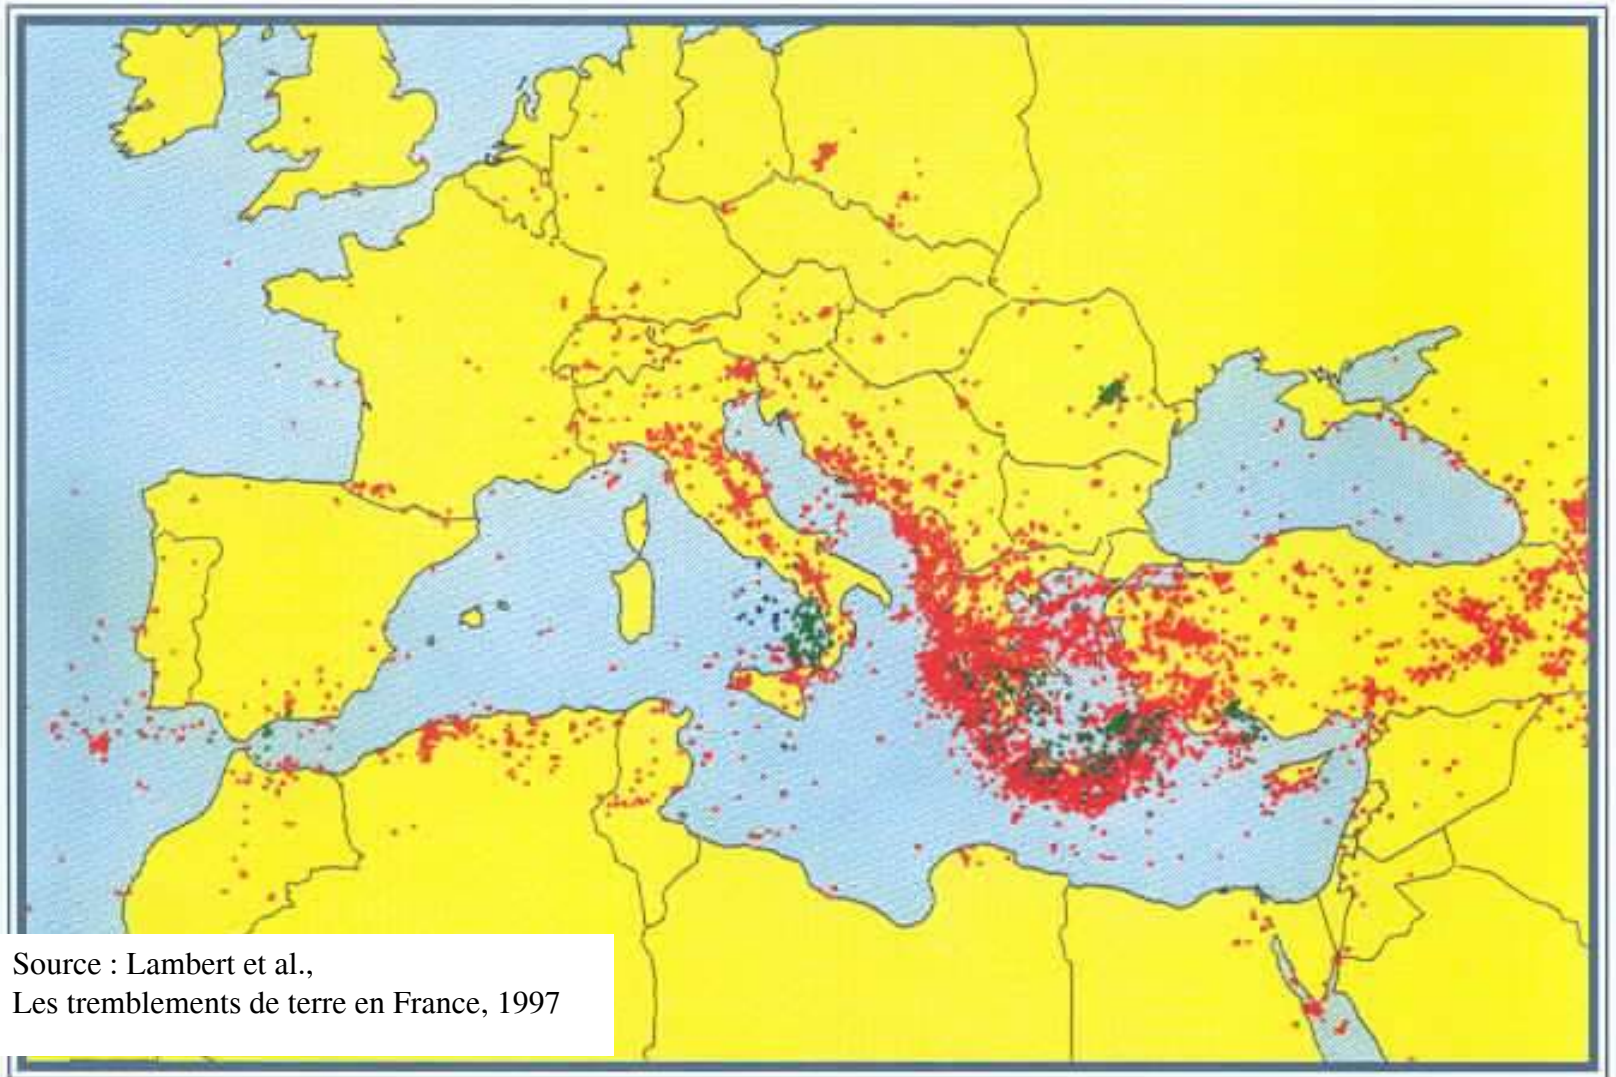 Source : Lambert et al.,
Les tremblements de terre en France, 1997